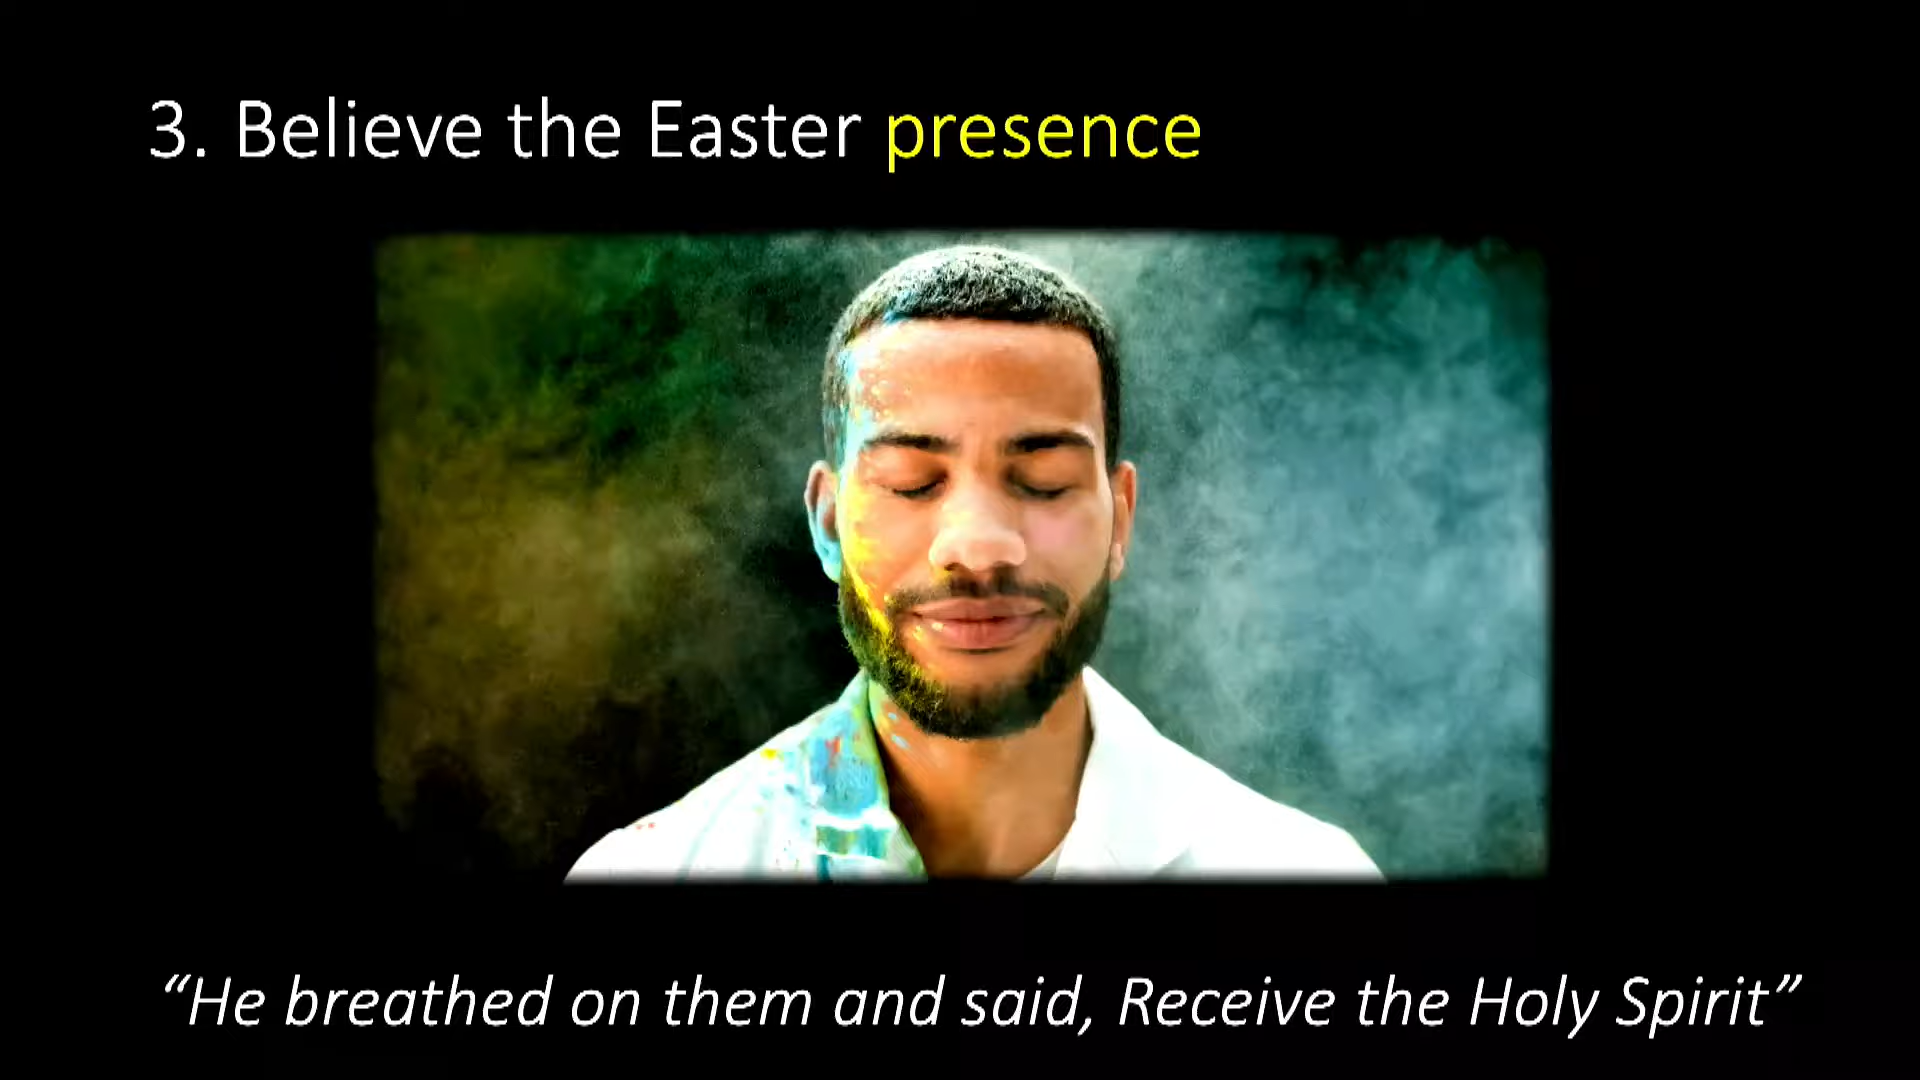 3. Believe the Easter presence
“He breathed on them and said, Receive the Holy Spirit”